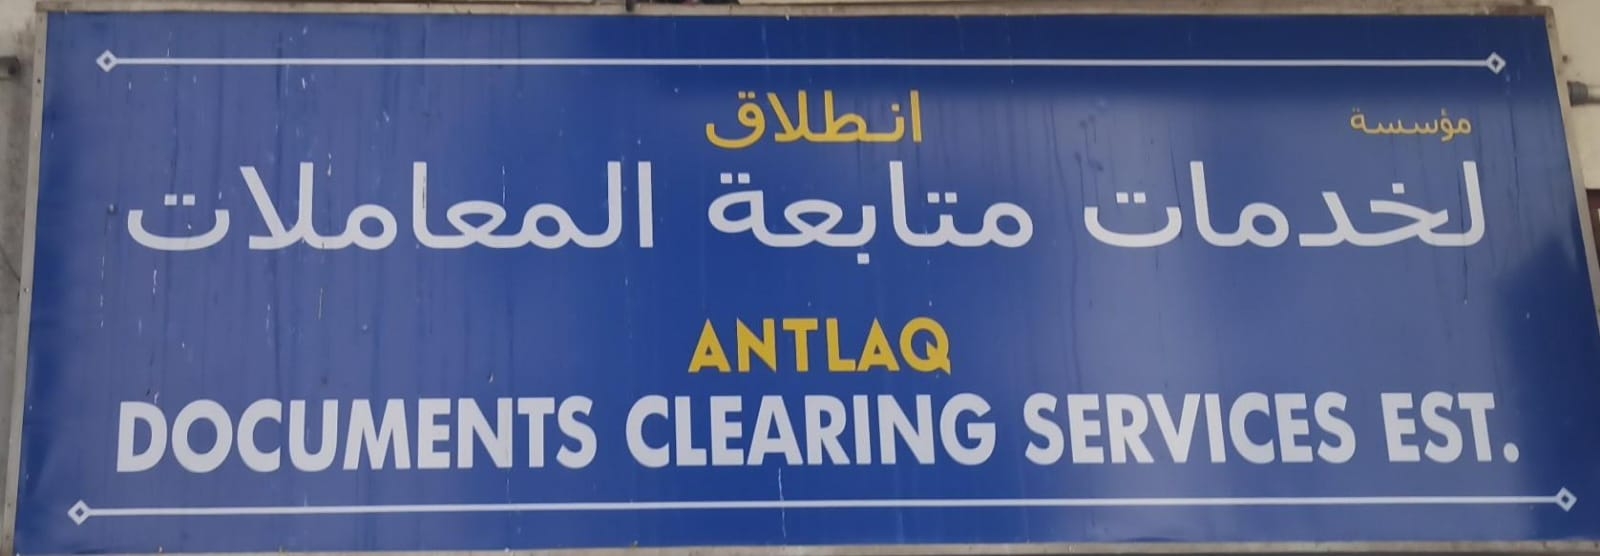 مؤسسة
انطلاق
لخدمات متابعة المعاملات
ANTLAQ
DOCUMENTS CLEARING SERVICES EST.